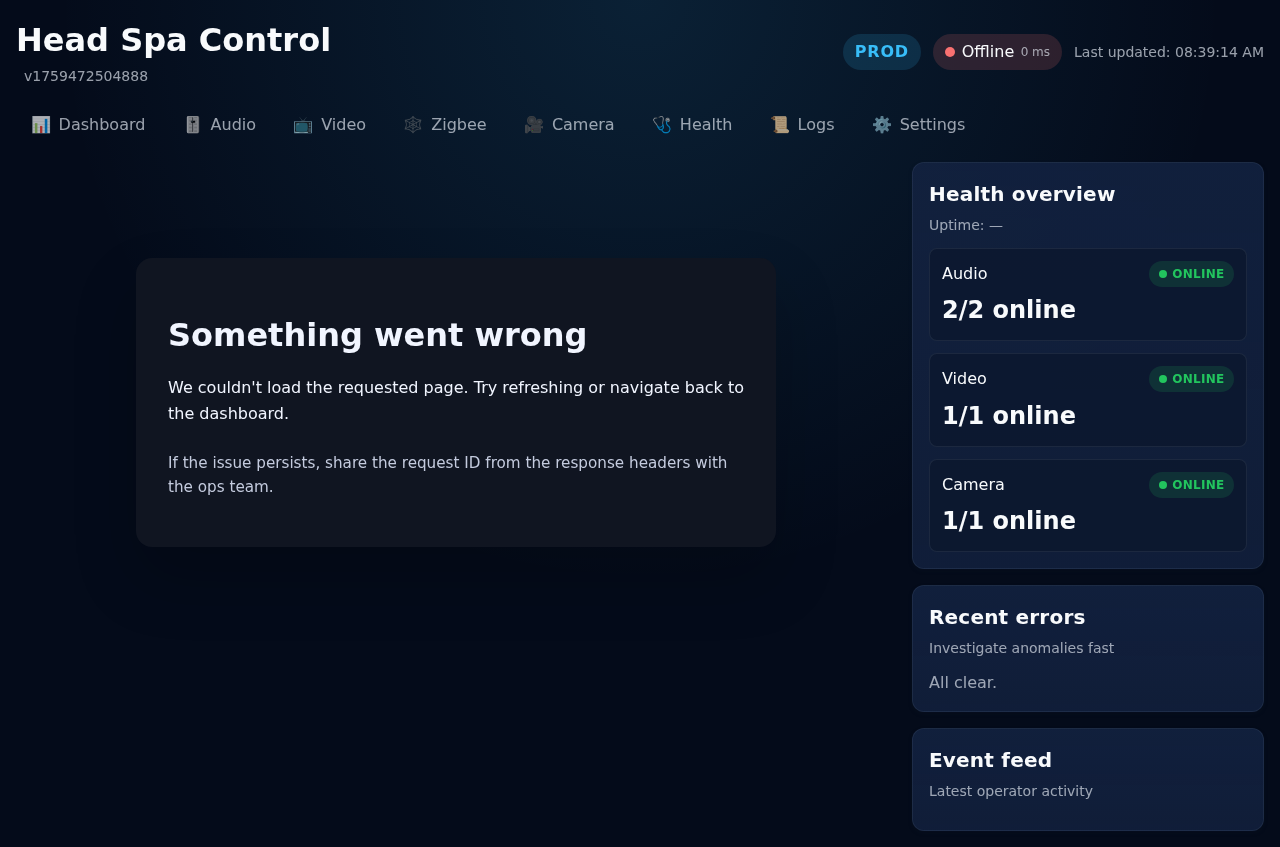 Head Spa Control
v1759472504888
PROD
Offline 0 ms
Last updated: 08:39:14 AM
Dashboard
Audio
Video
Zigbee
Camera
Health
Logs
Settings
Something went wrong
We couldn't load the requested page. Try refreshing or navigate back to
the dashboard.
If the issue persists, share the request ID from the response headers with
the ops team.
Health overview
Uptime: —
Audio
ONLINE
2/2 online
Video
ONLINE
1/1 online
Camera
ONLINE
1/1 online
Recent errors
Investigate anomalies fast
All clear.
Event feed
Latest operator activity